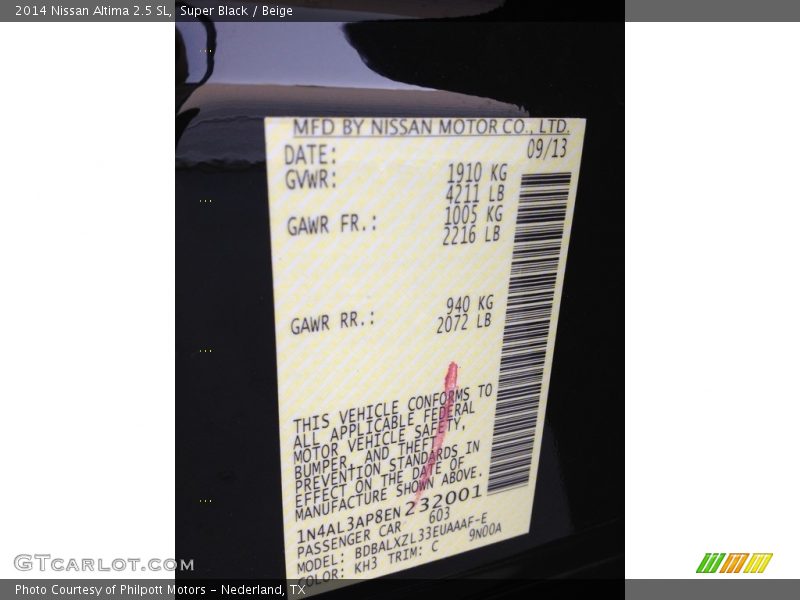 2014 Nissan Altima 2.5 SL, Super Black / Beige
MFD BY NISSAN MOTOR CO., LTD.
DATE: 09/13
GVWR: 1910 KG
4211 LB
GAWR FR.: 1005 KG
2216 LB
GAWR RR.: 940 KG
2072 LB
THIS VEHICLE CONFORMS TO
ALL APPLICABLE FEDERAL
MOTOR VEHICLE SAFETY,
BUMPER, AND THEFT
PREVENTION STANDARDS IN
EFFECT ON THE DATE OF
MANUFACTURE SHOWN ABOVE.
1N4AL3AP8EN232001
PASSENGER CAR 603
MODEL: BDBALXZL33EUAAAF-E
COLOR: KH3 TRIM: C 9N00A
GTCarLot.com
Photo Courtesy of Philpott Motors - Nederland, TX